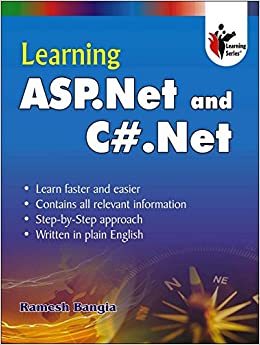 Learning
Series®
Learning
ASP.Net and
C#.Net
• Learn faster and easier
• Contains all relevant information
• Step-by-Step approach
• Written in plain English
Ramesh Bangia